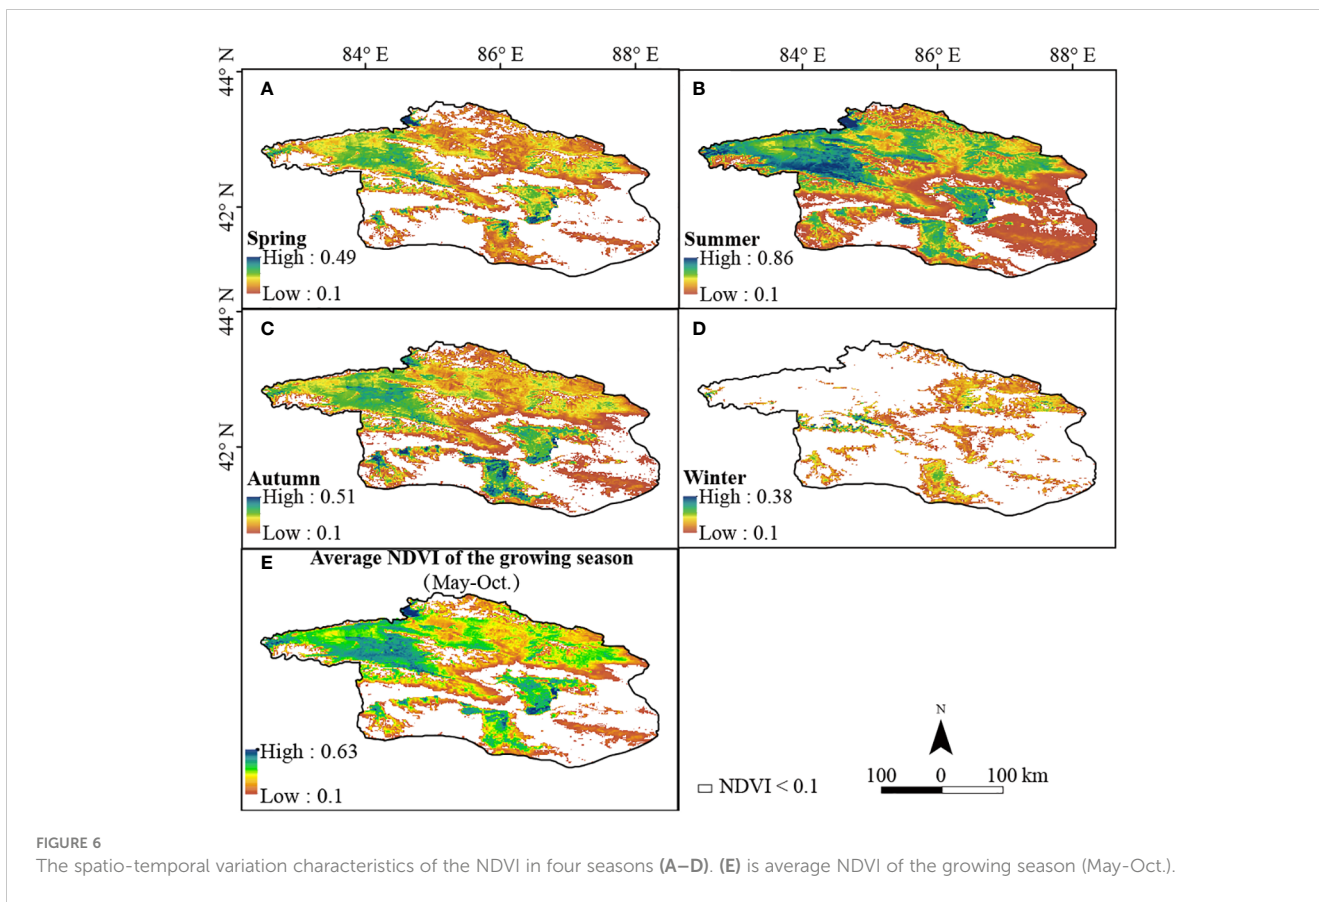 84° E 86° E 88° E
84° E 86° E 88° E
44° N
42° N
A
Spring
High : 0.49
Low : 0.1
B
Summer
High : 0.86
Low : 0.1
44° N
42° N
C
Autumn
High : 0.51
Low : 0.1
D
Winter
High : 0.38
Low : 0.1
E
Average NDVI of the growing season
(May-Oct.)
High : 0.63
Low : 0.1
N
NDVI < 0.1
100 0 100 km
FIGURE 6
The spatio-temporal variation characteristics of the NDVI in four seasons (A–D). (E) is average NDVI of the growing season (May-Oct.).